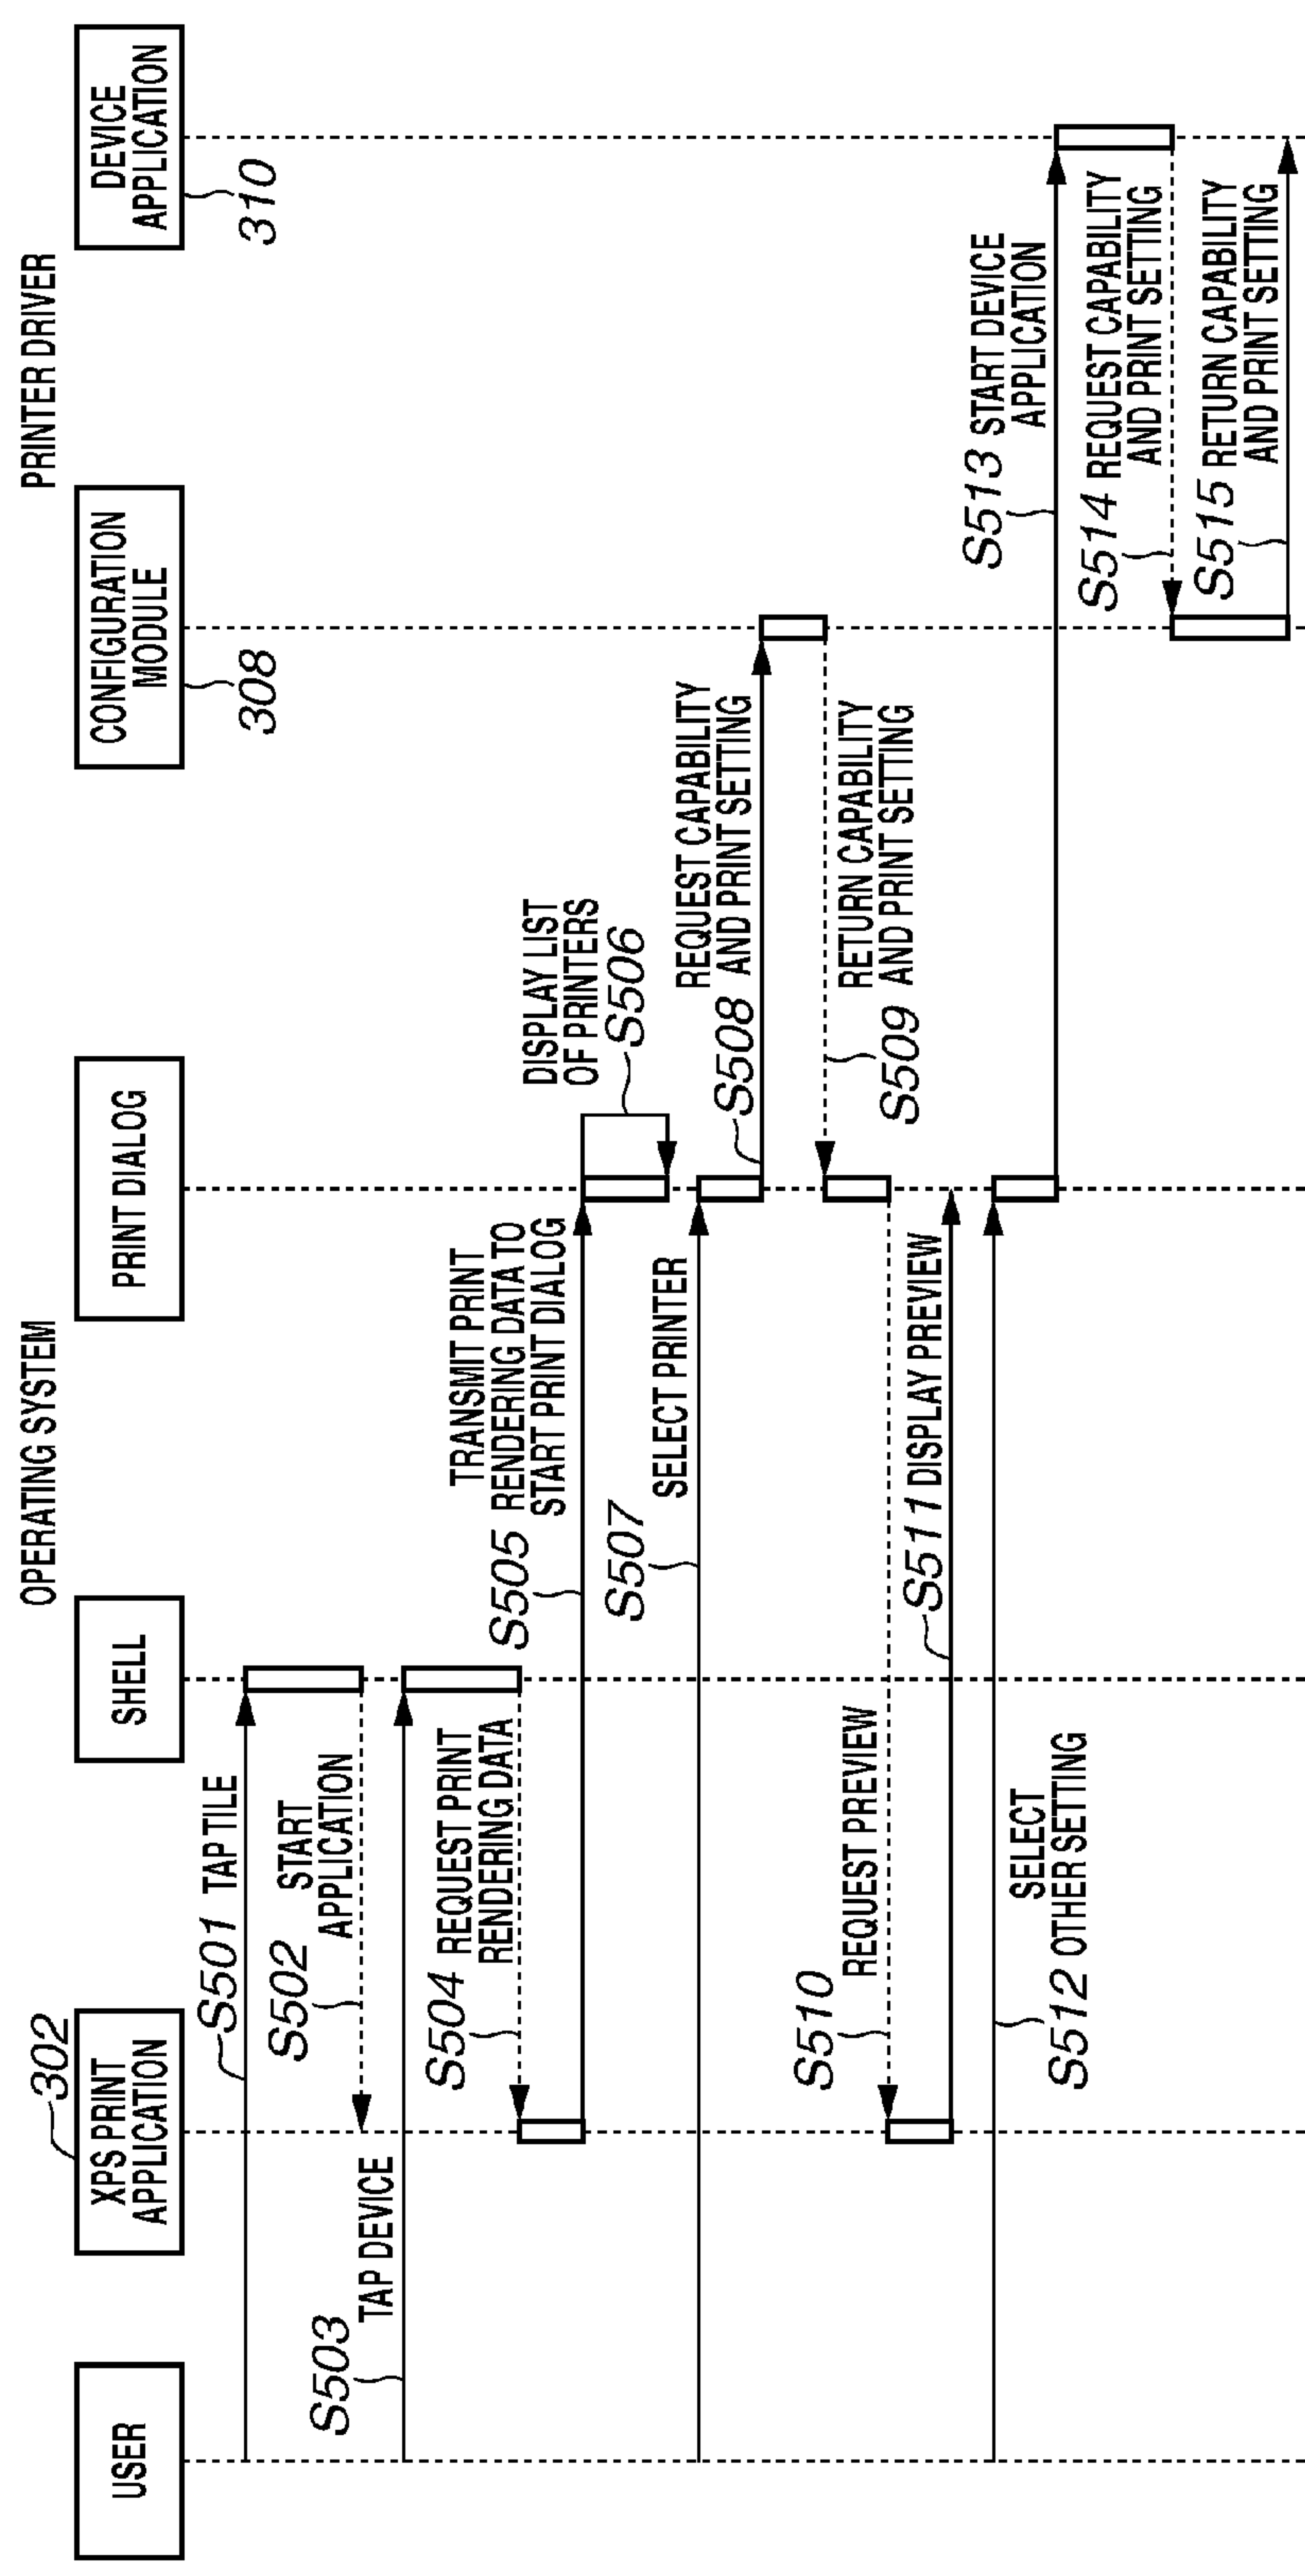 OPERATING SYSTEM
PRINTER DRIVER
USER
302
XPS PRINT
APPLICATION
SHELL
PRINT DIALOG
CONFIGURATION
MODULE
308
DEVICE
APPLICATION
310
S501 TAP TILE
S502
START
APPLICATION
S503
TAP DEVICE
S504
REQUEST PRINT
RENDERING DATA
S505
TRANSMIT PRINT
RENDERING DATA TO
START PRINT DIALOG
DISPLAY LIST
OF PRINTERS
S506
S507
SELECT PRINTER
S508
REQUEST CAPABILITY
AND PRINT SETTING
S509
RETURN CAPABILITY
AND PRINT SETTING
S510
REQUEST PREVIEW
S511 DISPLAY PREVIEW
S512
SELECT
OTHER SETTING
S513 START DEVICE
APPLICATION
S514 REQUEST CAPABILITY
AND PRINT SETTING
S515 RETURN CAPABILITY
AND PRINT SETTING